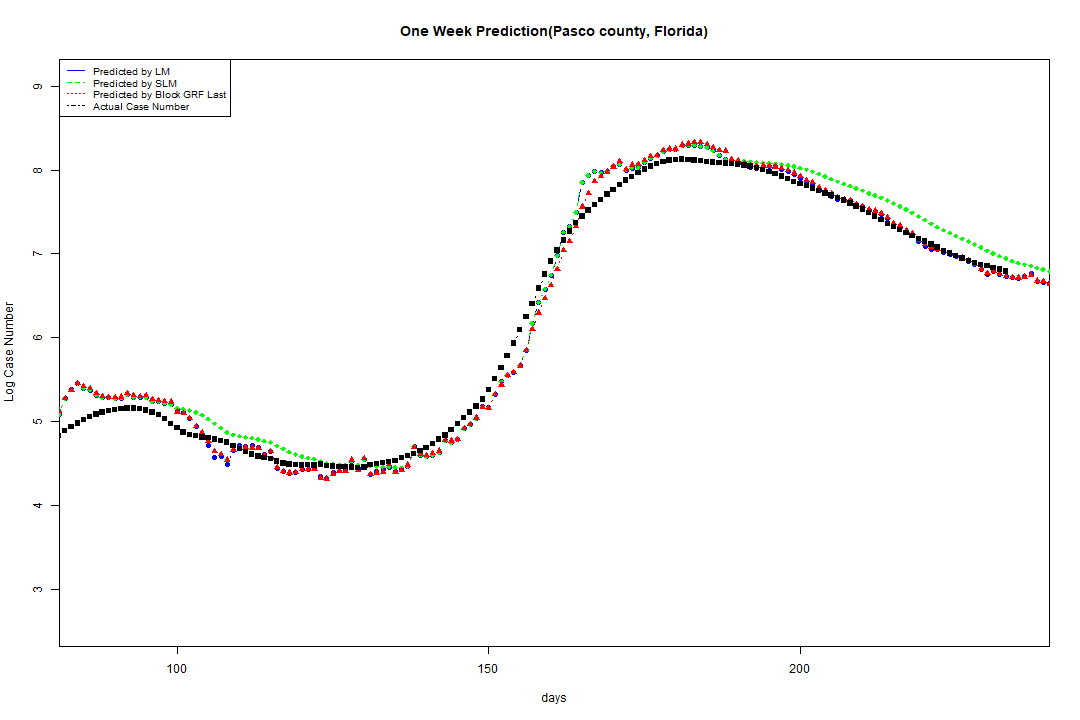 One Week Prediction(Pasco county, Florida)
Predicted by LM
Predicted by SLM
Predicted by Block GRF Last
Actual Case Number
9
8
7
6
5
4
3
Log Case Number
100 150 200
days